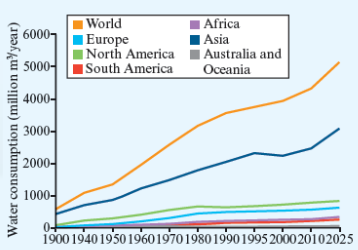 World
Europe
North America
South America
Africa
Asia
Australia and
Oceania
Water consumption (million m³/year)
6000
5000
4000
3000
2000
1000
0
1900 1940 1950 1960 1970 1980 1990 1995 2000 2010 2025